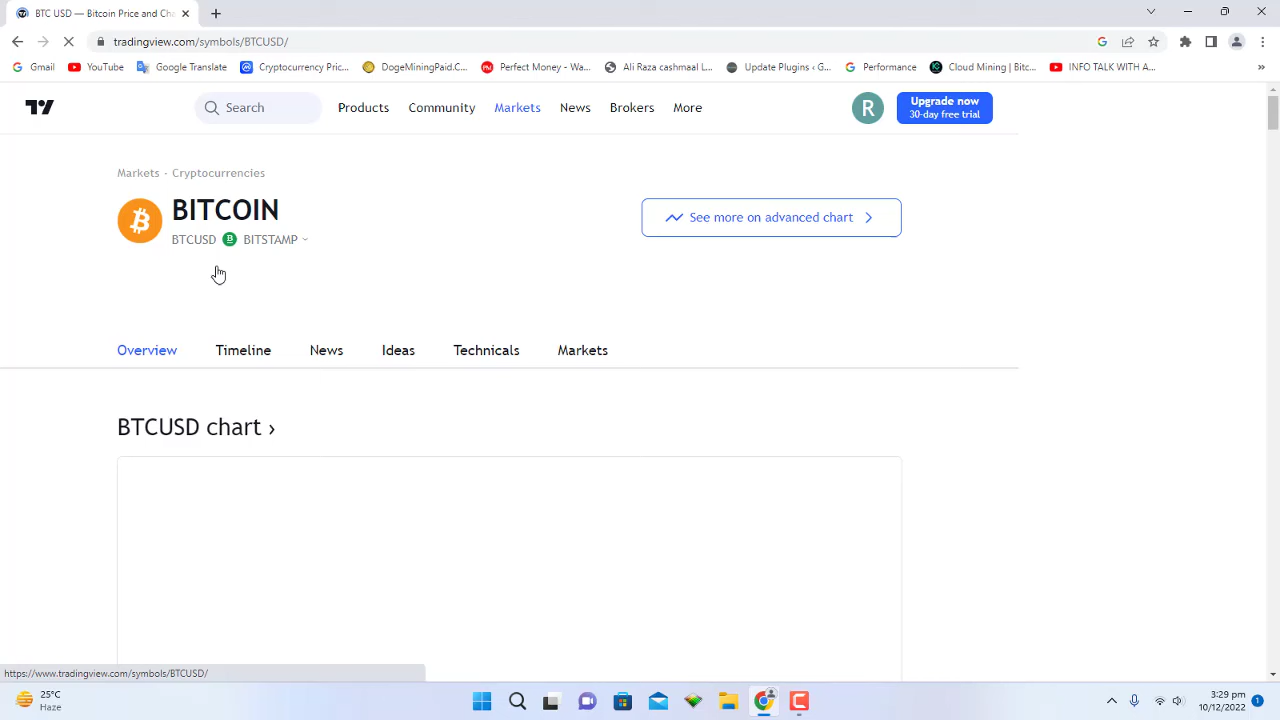 BTC USD — Bitcoin Price and Cha
tradingview.com/symbols/BTCUSD/
Gmail YouTube Google Translate Cryptocurrency Pric... DogeMiningPaid.C... Perfect Money - Wa... Ali Raza cashmaal L... Update Plugins ‹ G... Performance Cloud Mining | Bitc... INFO TALK WITH A... »
Search Products Community Markets News Brokers More R Upgrade now
30-day free trial
Markets - Cryptocurrencies
BITCOIN
BTCUSD B BITSTAMP
See more on advanced chart
Overview Timeline News Ideas Technicals Markets
BTCUSD chart ›
https://www.tradingview.com/symbols/BTCUSD/
25°C
Haze
3:29 pm
10/12/2022
1